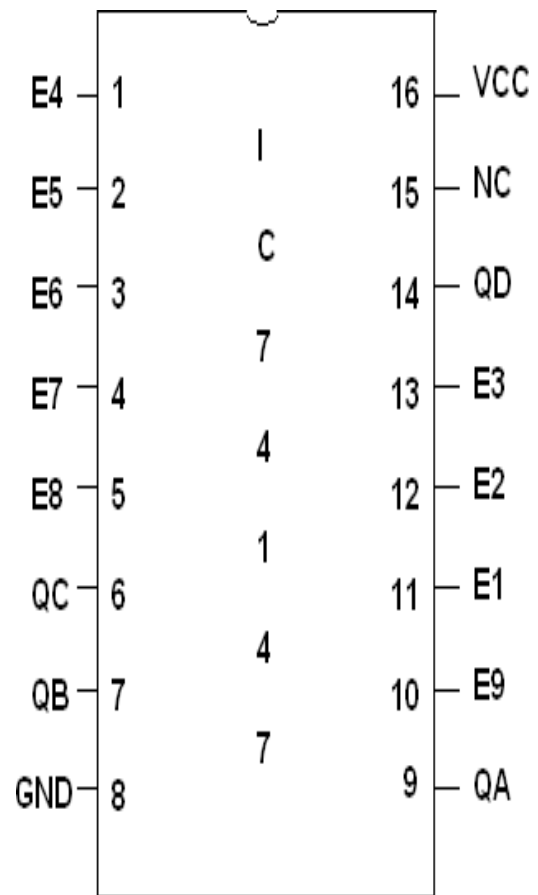 E4 1 16 VCC
I
E5 2 15 NC
C
E6 3 14 QD
7
E7 4 13 E3
4
E8 5 12 E2
1
QC 6 11 E1
4
QB 7 10 E9
7
GND 8 9 QA